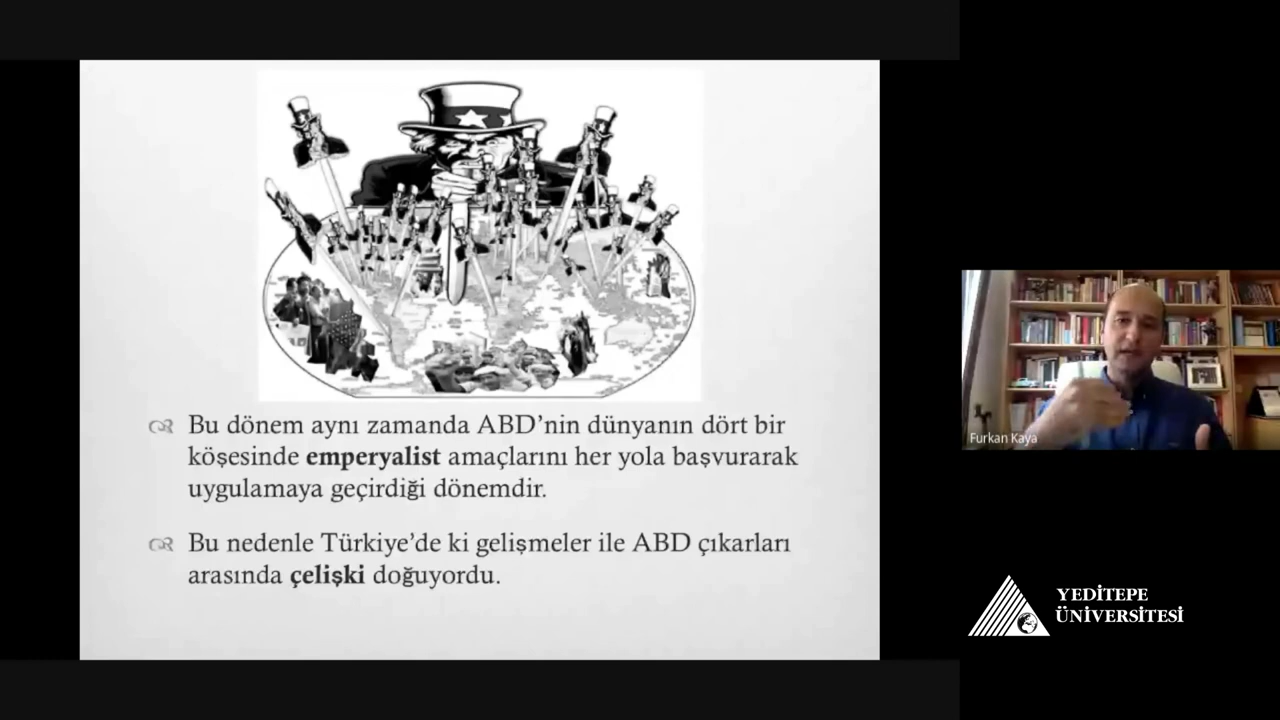 Bu dönem aynı zamanda ABD’nin dünyanın dört bir
köşesinde emperyalist amaçlarını her yola başvurarak
uygulamaya geçirdiği dönemdir.
Bu nedenle Türkiye’de ki gelişmeler ile ABD çıkarları
arasında çelişki doğuyordu.
Furkan Kaya
YEDİTEPE
ÜNİVERSİTESİ